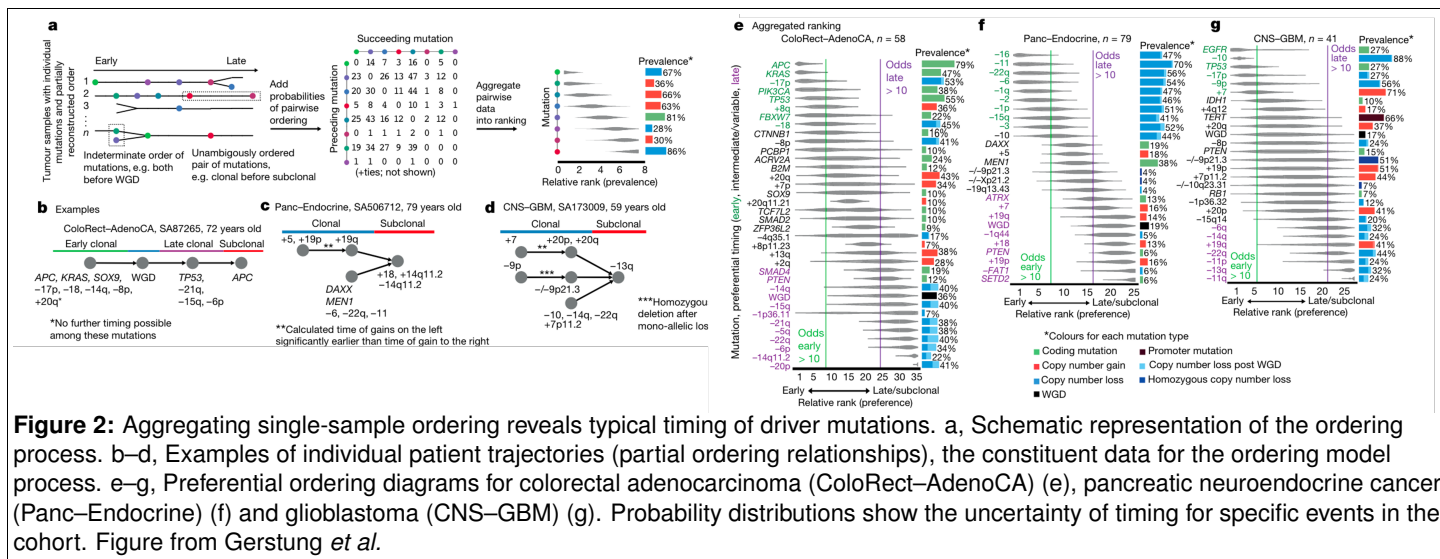 a
Tumour samples with individual
mutations and partially
reconstructed order
Early
Late
1
2
3
n
Indeterminate order of
mutations, e.g. both
before WGD
Unambigously ordered
pair of mutations,
e.g. clonal before subclonal
Add
probabilities
of pairwise
ordering
Succeeding mutation
Preceeding mutation
0 14 7 3 16 0 5 0
23 0 26 13 47 3 12 0
20 30 0 11 44 1 8 0
5 8 4 0 10 1 3 1
25 43 16 12 0 2 12 0
0 1 1 1 2 0 1 0
19 34 27 9 39 0 0 0
1 1 0 0 1 0 0 0
(+ties; not shown)
Aggregate
pairwise
data
into ranking
Mutation
Prevalence*
67%
36%
66%
63%
81%
28%
30%
86%
0 2 4 6 8
Relative rank (prevalence)
b Examples
ColoRect–AdenoCA, SA87265, 72 years old
Early clonal
Late clonal
Subclonal
APC, KRAS, SOX9,
–17p, –18, –14q, –8p,
+20q*
WGD
TP53,
–21q,
–15q, –6p
APC
*No further timing possible
among these mutations
c Panc–Endocrine, SA506712, 79 years old
Clonal
Subclonal
+5, +19p
+19q
**
+18, +14q11.2
–14q11.2
DAXX
MEN1
–6, –22q, –11
**Calculated time of gains on the left
significantly earlier than time of gain to the right
d CNS–GBM, SA173009, 59 years old
Clonal
Subclonal
+7
+20p, +20q
**
–9p
***
–/–9p21.3
–13q
–10, –14q, –22q
+7p11.2
***Homozygou
deletion after
mono-allelic los
e Aggregated ranking
ColoRect–AdenoCA, n = 58
Mutation, preferential timing (early, intermediate/variable, late)
Prevalence*
APC 79%
KRAS 47%
–17p 53%
PIK3CA 38%
TP53 55%
+8q 36%
FBXW7 22%
–18 45%
CTNNB1 16%
–8p 41%
PCBP1 10%
ACRV2A 24%
B2M 12%
+20q 43%
+7p 34%
SOX9 10%
+20q11.21 10%
TCF7L2 10%
SMAD2 10%
ZFP36L2 9%
–4q35.1 17%
+8p11.23 7%
+13q 38%
+2q 28%
SMAD4 19%
PTEN 12%
–14q 40%
WGD 36%
–15q 40%
–1p36.11 7%
–21q 38%
–5q 38%
–22q 40%
–6p 34%
–14q11.2 22%
–20p 41%
Odds
late
> 10
Odds
early
> 10
1 5 10 15 20 25 30 35
Early
Late/subclonal
Relative rank (preference)
f Panc–Endocrine, n = 79
Prevalence*
–16 47%
–11 70%
–22q 56%
–6 54%
–1q 47%
–2 46%
–1p 51%
–15q 41%
–3 52%
–10 44%
DAXX 19%
+5 18%
MEN1 38%
–/–9p21.3 4%
–/–Xp21.2 4%
–19q13.43 4%
ATRX 13%
+7 16%
+19q 14%
WGD 19%
–1q44 5%
+18 13%
PTEN 6%
+19p 16%
–FAT1 6%
SETD2 6%
Odds
late
> 10
Odds
early
> 10
1 5 10 15 20 25
Early
Late/subclonal
Relative rank (preference)
g CNS–GBM, n = 41
Prevalence*
EGFR 27%
–10 88%
TP53 27%
–17p 27%
–9p 56%
+7 71%
IDH1 10%
+4q12 17%
TERT 66%
+20q 37%
WGD 17%
–8p 24%
PTEN 15%
–/–9p21.3 51%
+19p 51%
+7p11.2 44%
–/–10q23.31 7%
RB1 7%
–1p36.32 12%
+20p 41%
–15q14 20%
–6q 32%
–14q 24%
+19q 41%
–22q 44%
–11p 24%
–13q 32%
–11q 24%
Odds
late
> 10
Odds
early
> 10
1 5 10 15 20 25
Early
Late/subclonal
Relative rank (preference)
*Colours for each mutation type
Coding mutation
Copy number gain
Copy number loss
WGD
Promoter mutation
Copy number loss post WGD
Homozygous copy number loss
Figure 2: Aggregating single-sample ordering reveals typical timing of driver mutations. a, Schematic representation of the ordering
process. b–d, Examples of individual patient trajectories (partial ordering relationships), the constituent data for the ordering model
process. e–g, Preferential ordering diagrams for colorectal adenocarcinoma (ColoRect–AdenoCA) (e), pancreatic neuroendocrine cancer
(Panc–Endocrine) (f) and glioblastoma (CNS–GBM) (g). Probability distributions show the uncertainty of timing for specific events in the
cohort. Figure from Gerstung et al.